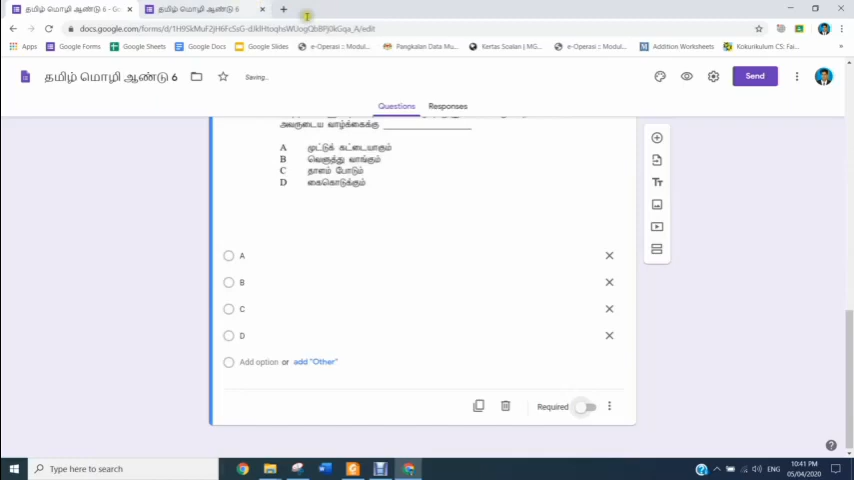 தமிழ் மொழி ஆண்டு 6 - Go
தமிழ் மொழி ஆண்டு 6
docs.google.com/forms/d/1H9SkMuF2jH6Fc5sG-dJklHtoqhsWUogQbBPJ0kGqa_A/edit
Apps Google Forms Google Sheets Google Docs Google Slides e-Operasi :: Modul... Pangkalan Data Mu... Kertas Soalan | MG... e-Operasi :: Modul... Addition Worksheets Kokurikulum CS: Fai...
தமிழ் மொழி ஆண்டு 6 Saving... Send
Questions Responses
அவருடைய வாழ்க்கைக்கு ____________
A முட்டுக் கட்டையாகும்
B வெளுத்து வாங்கும்
C தாளம் போடும்
D கைகொடுக்கும்
A
B
C
D
Add option or add "Other"
Required
Type here to search
ENG
10:41 PM
05/04/2020